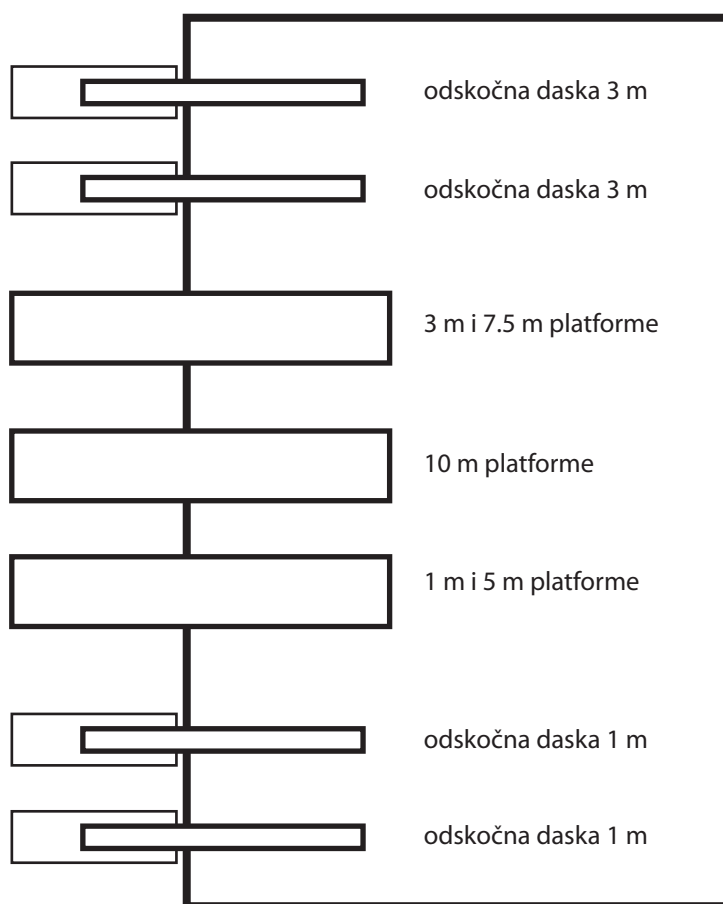 odskočna daska 3 m
odskočna daska 3 m
3 m i 7.5 m platforme
10 m platforme
1 m i 5 m platforme
odskočna daska 1 m
odskočna daska 1 m